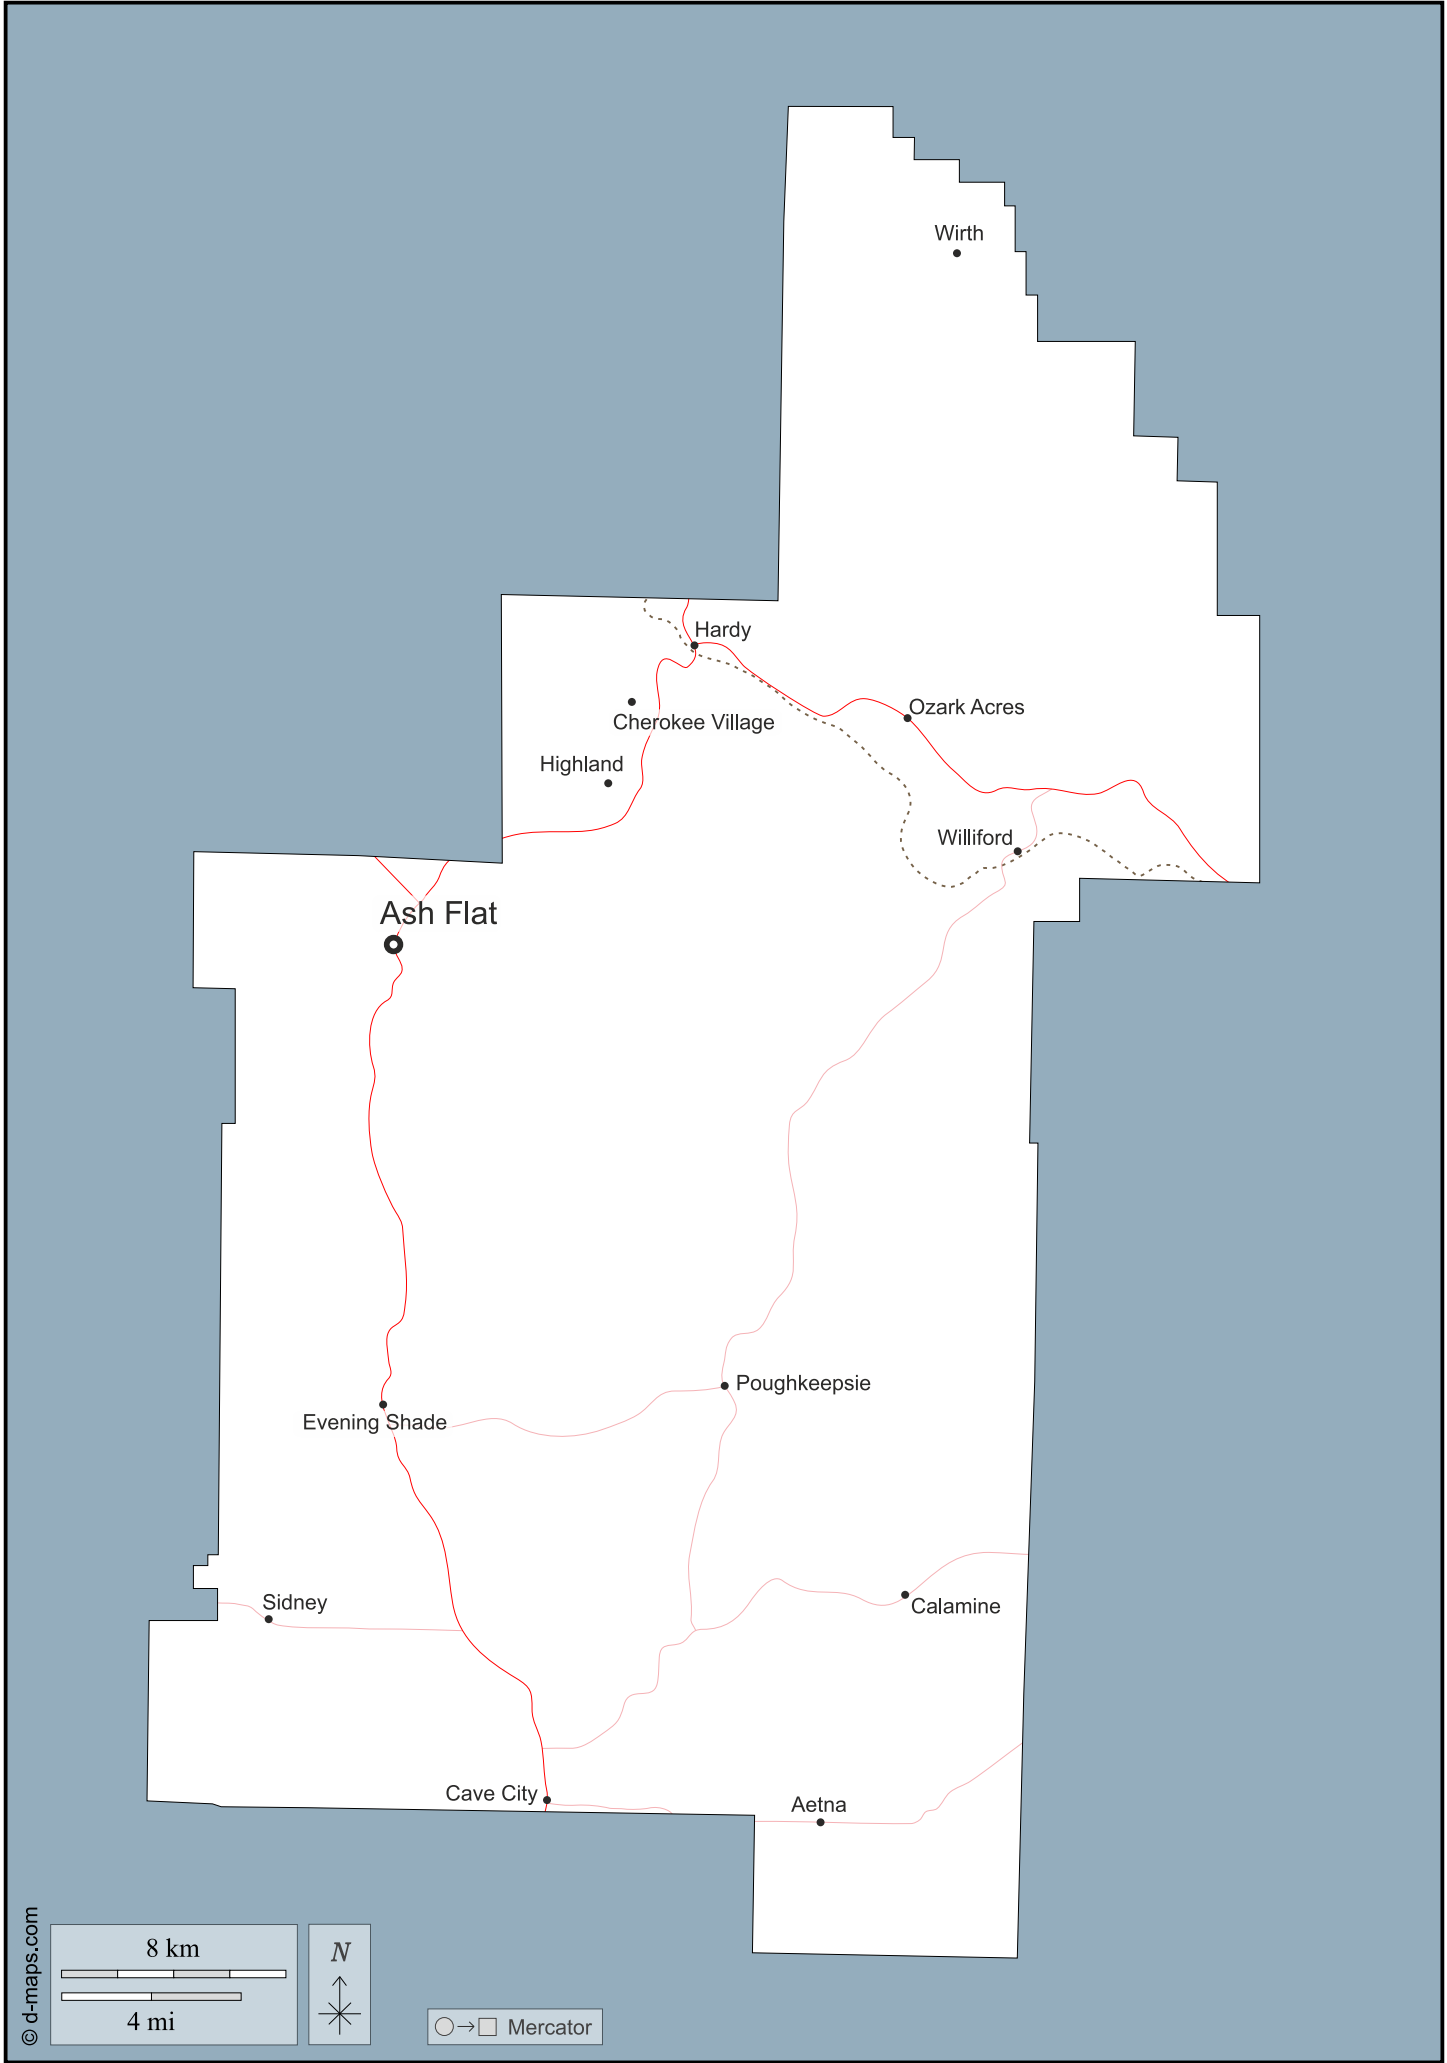 Wirth
Hardy
Ozark Acres
Cherokee Village
Highland
Williford
Ash Flat
Poughkeepsie
Evening Shade
Sidney
Calamine
Cave City
Aetna
© d-maps.com
8 km
4 mi
N
Mercator